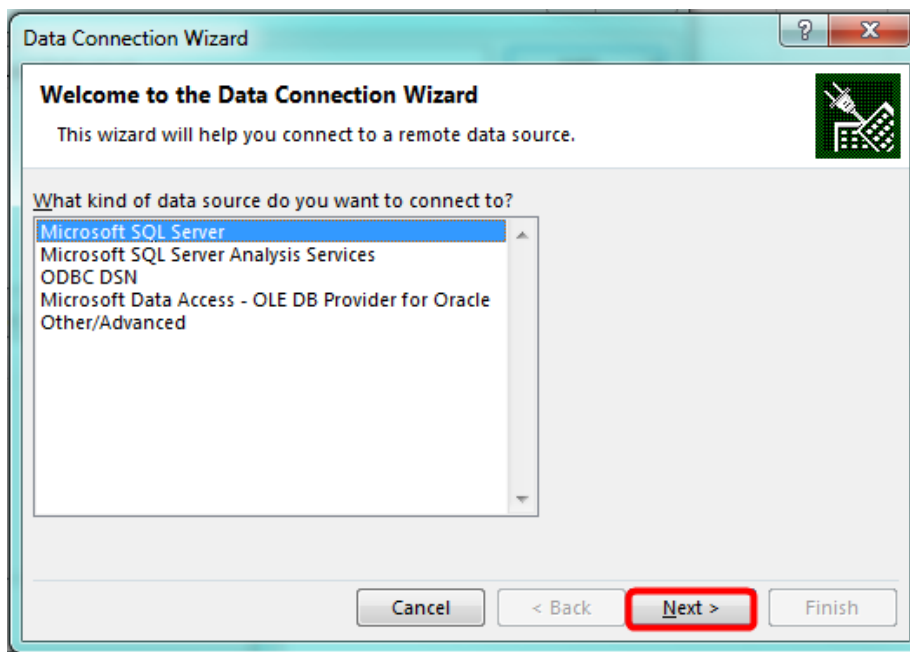 Data Connection Wizard
?
X
Welcome to the Data Connection Wizard
This wizard will help you connect to a remote data source.
What kind of data source do you want to connect to?
Microsoft SQL Server
Microsoft SQL Server Analysis Services
ODBC DSN
Microsoft Data Access - OLE DB Provider for Oracle
Other/Advanced
Cancel
< Back
Next >
Finish